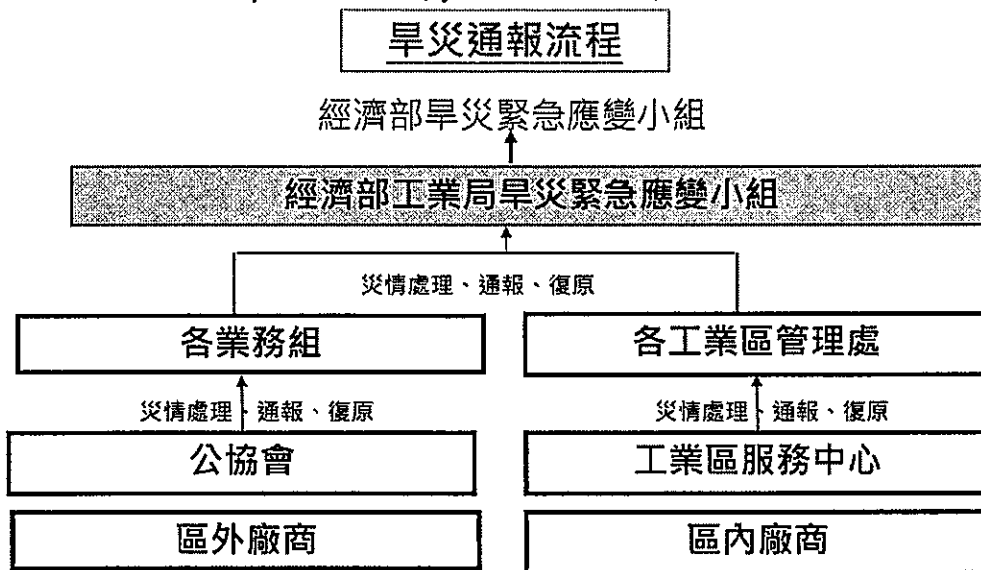 旱災通報流程
經濟部旱災緊急應變小組
經濟部工業局旱災緊急應變小組
災情處理、通報、復原
各業務組
各工業區管理處
災情處理、通報、復原
災情處理、通報、復原
公協會
工業區服務中心
區外廠商
區內廠商